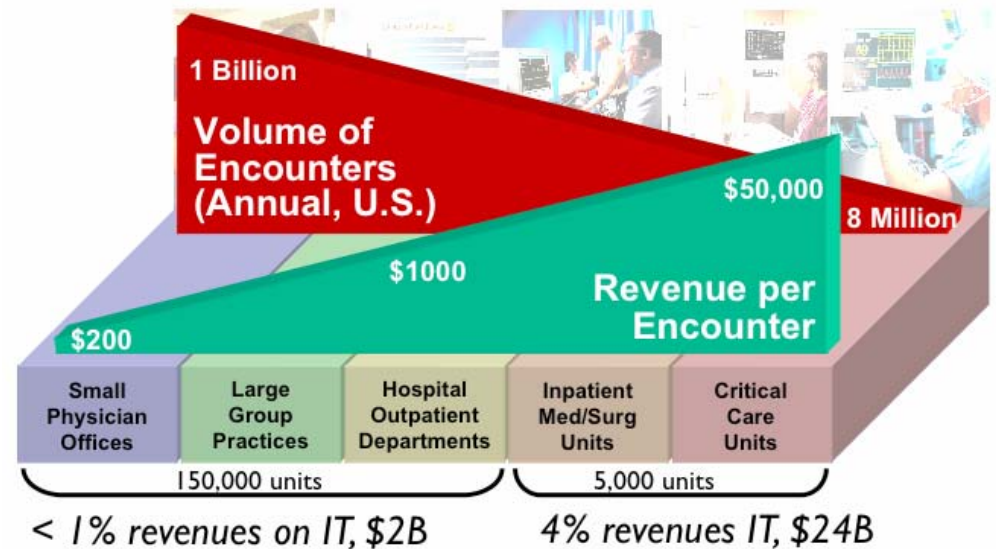 1 Billion
Volume of
Encounters
(Annual, U.S.)
$50,000
8 Million
$1000
Revenue per
Encounter
$200
Small
Physician
Offices
Large
Group
Practices
Hospital
Outpatient
Departments
Inpatient
Med/Surg
Units
Critical
Care
Units
150,000 units
5,000 units
< 1% revenues on IT, $2B
4% revenues IT, $24B